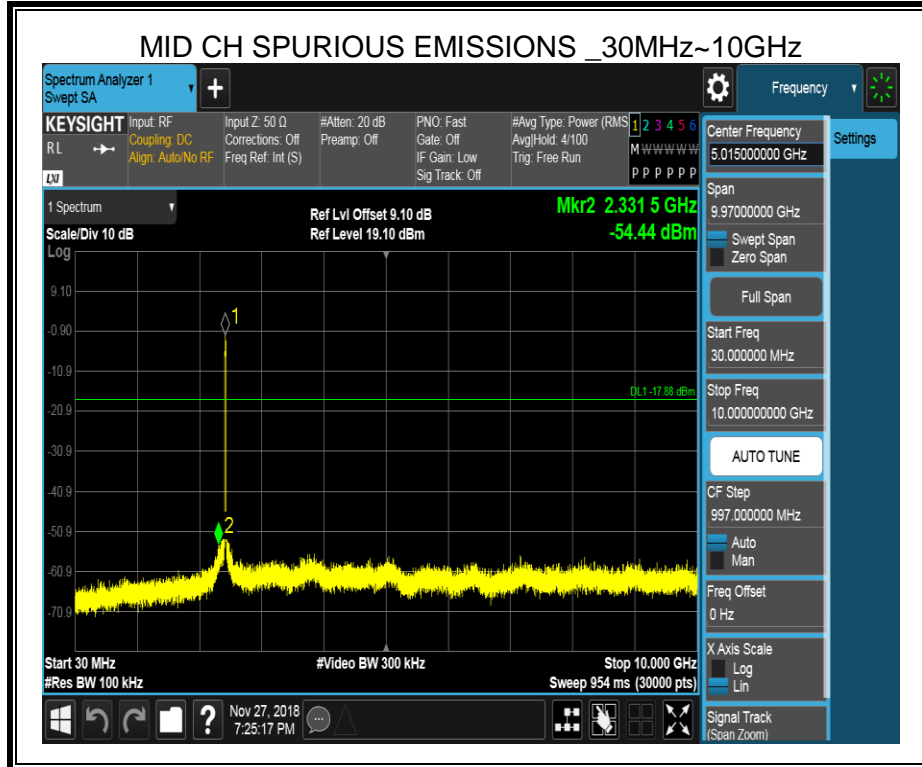 MID CH SPURIOUS EMISSIONS _30MHz~10GHz
Spectrum Analyzer 1
Swept SA
+
Frequency
KEYSIGHT
RL
LXI
Input: RF
Coupling: DC
Align: Auto/No RF
Input Z: 50 Ω
Corrections: Off
Freq Ref: Int (S)
#Atten: 20 dB
Preamp: Off
PNO: Fast
Gate: Off
IF Gain: Low
Sig Track: Off
#Avg Type: Power (RMS
Avg|Hold: 4/100
Trig: Free Run
1 2 3 4 5 6
M W W W W W
P P P P P P
Center Frequency
5.015000000 GHz
Settings
1 Spectrum
Scale/Div 10 dB
Ref Lvl Offset 9.10 dB
Ref Level 19.10 dBm
Mkr2 2.331 5 GHz
-54.44 dBm
Log
9.10
-0.90
-10.9
-20.9
-30.9
-40.9
-50.9
-60.9
-70.9
1
DL1 -17.88 dBm
2
Start 30 MHz
#Res BW 100 kHz
#Video BW 300 kHz
Stop 10.000 GHz
Sweep 954 ms (30000 pts)
Span
9.97000000 GHz
Swept Span
Zero Span
Full Span
Start Freq
30.000000 MHz
Stop Freq
10.000000000 GHz
AUTO TUNE
CF Step
997.000000 MHz
Auto
Man
Freq Offset
0 Hz
X Axis Scale
Log
Lin
Signal Track
(Span Zoom)
?
Nov 27, 2018
7:25:17 PM